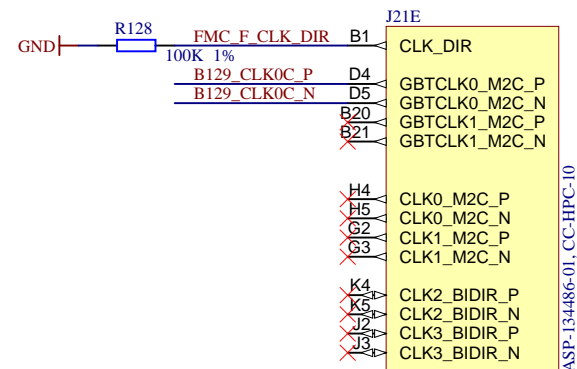 J21E
GND R128 FMC_F_CLK_DIR B1 CLK_DIR
100K 1%
B129_CLK0C_P D4 GBTCLK0_M2C_P
B129_CLK0C_N D5 GBTCLK0_M2C_N
B20 GBTCLK1_M2C_P
B21 GBTCLK1_M2C_N
H4 CLK0_M2C_P
H5 CLK0_M2C_N
G2 CLK1_M2C_P
G3 CLK1_M2C_N
K4 CLK2_BIDIR_P
K5 CLK2_BIDIR_N
J2 CLK3_BIDIR_P
J3 CLK3_BIDIR_N
ASP-134486-01, CC-HPC-10